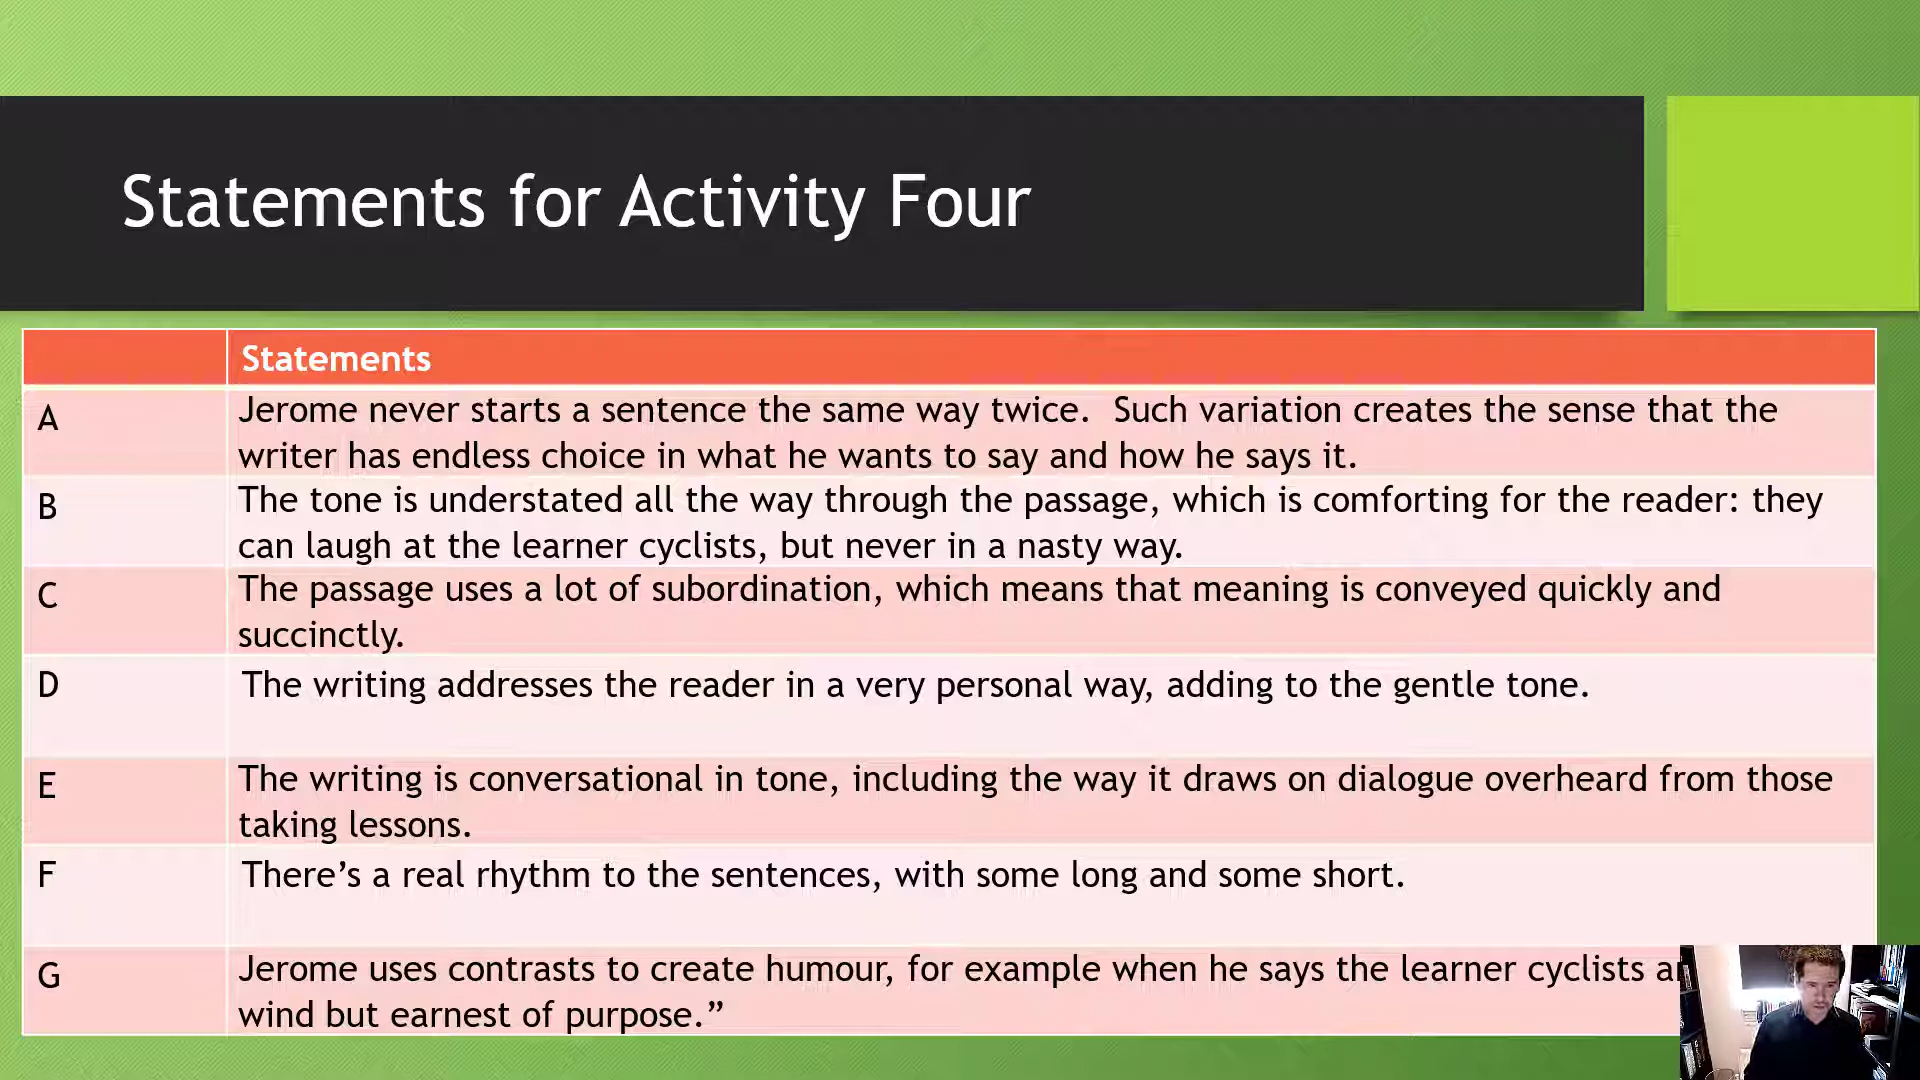 Statements for Activity Four
Statements
A
Jerome never starts a sentence the same way twice. Such variation creates the sense that the
writer has endless choice in what he wants to say and how he says it.
B
The tone is understated all the way through the passage, which is comforting for the reader: they
can laugh at the learner cyclists, but never in a nasty way.
C
The passage uses a lot of subordination, which means that meaning is conveyed quickly and
succinctly.
D
The writing addresses the reader in a very personal way, adding to the gentle tone.
E
The writing is conversational in tone, including the way it draws on dialogue overheard from those
taking lessons.
F
There’s a real rhythm to the sentences, with some long and some short.
G
Jerome uses contrasts to create humour, for example when he says the learner cyclists
wind but earnest of purpose.”